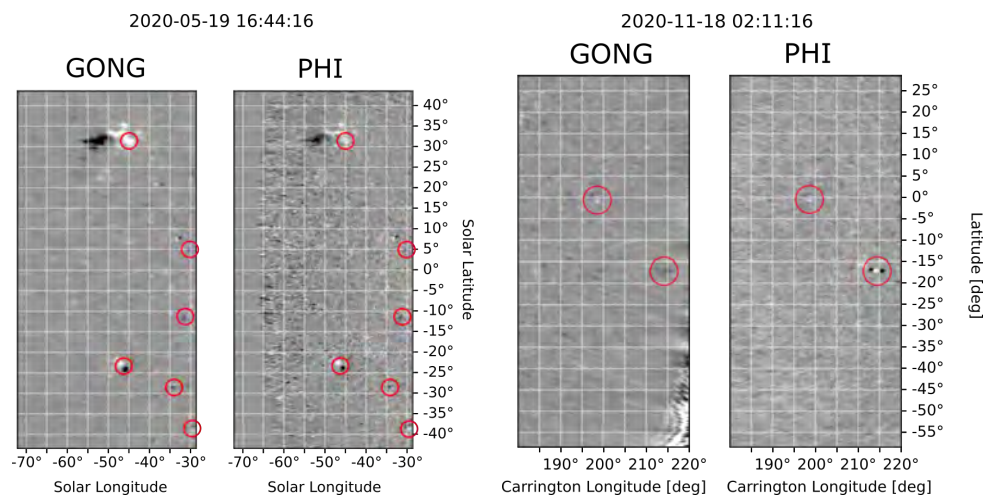 2020-05-19 16:44:16
GONG
PHI
40°
35°
30°
25°
20°
15°
10°
5°
0°
-5°
-10°
-15°
-20°
-25°
-30°
-35°
-40°
Solar Latitude
-70° -60° -50° -40° -30°
Solar Longitude
-70° -60° -50° -40° -30°
Solar Longitude
2020-11-18 02:11:16
GONG
PHI
25°
20°
15°
10°
5°
0°
-5°
-10°
-15°
-20°
-25°
-30°
-35°
-40°
-45°
-50°
-55°
Latitude [deg]
190° 200° 210° 220°
Carrington Longitude [deg]
190° 200° 210° 220°
Carrington Longitude [deg]